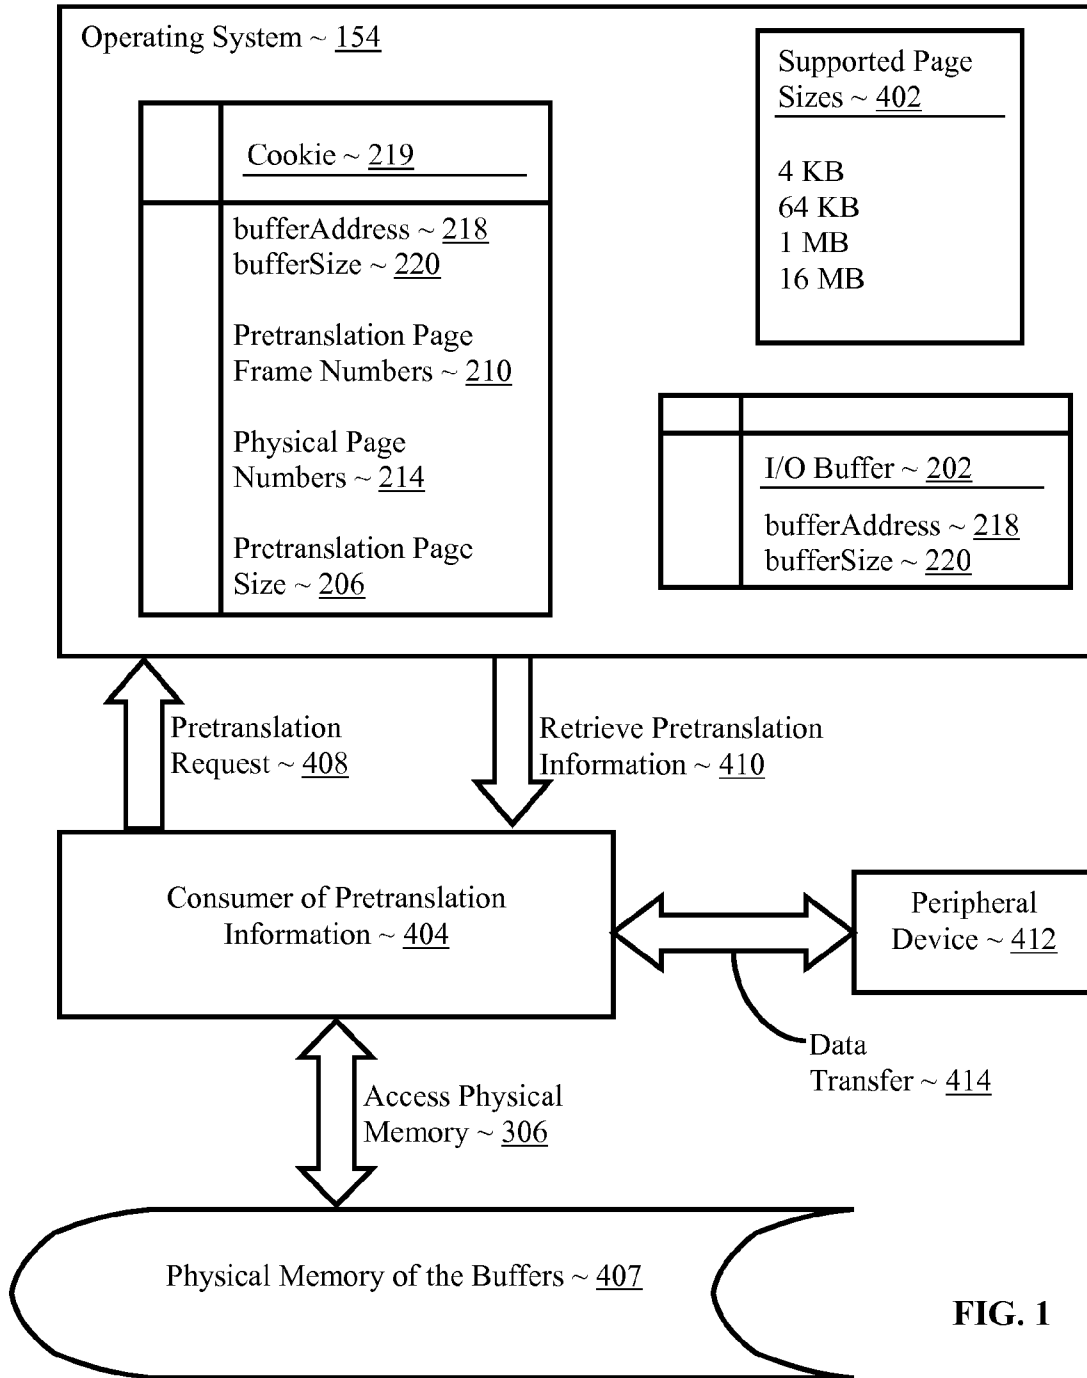 Operating System ~ 154
Supported Page
Sizes ~ 402
4 KB
64 KB
1 MB
16 MB
Cookie ~ 219
bufferAddress ~ 218
bufferSize ~ 220
Pretranslation Page
Frame Numbers ~ 210
Physical Page
Numbers ~ 214
Pretranslation Page
Size ~ 206
I/O Buffer ~ 202
bufferAddress ~ 218
bufferSize ~ 220
Pretranslation
Request ~ 408
Retrieve Pretranslation
Information ~ 410
Consumer of Pretranslation
Information ~ 404
Peripheral
Device ~ 412
Data
Transfer ~ 414
Access Physical
Memory ~ 306
Physical Memory of the Buffers ~ 407
FIG. 1